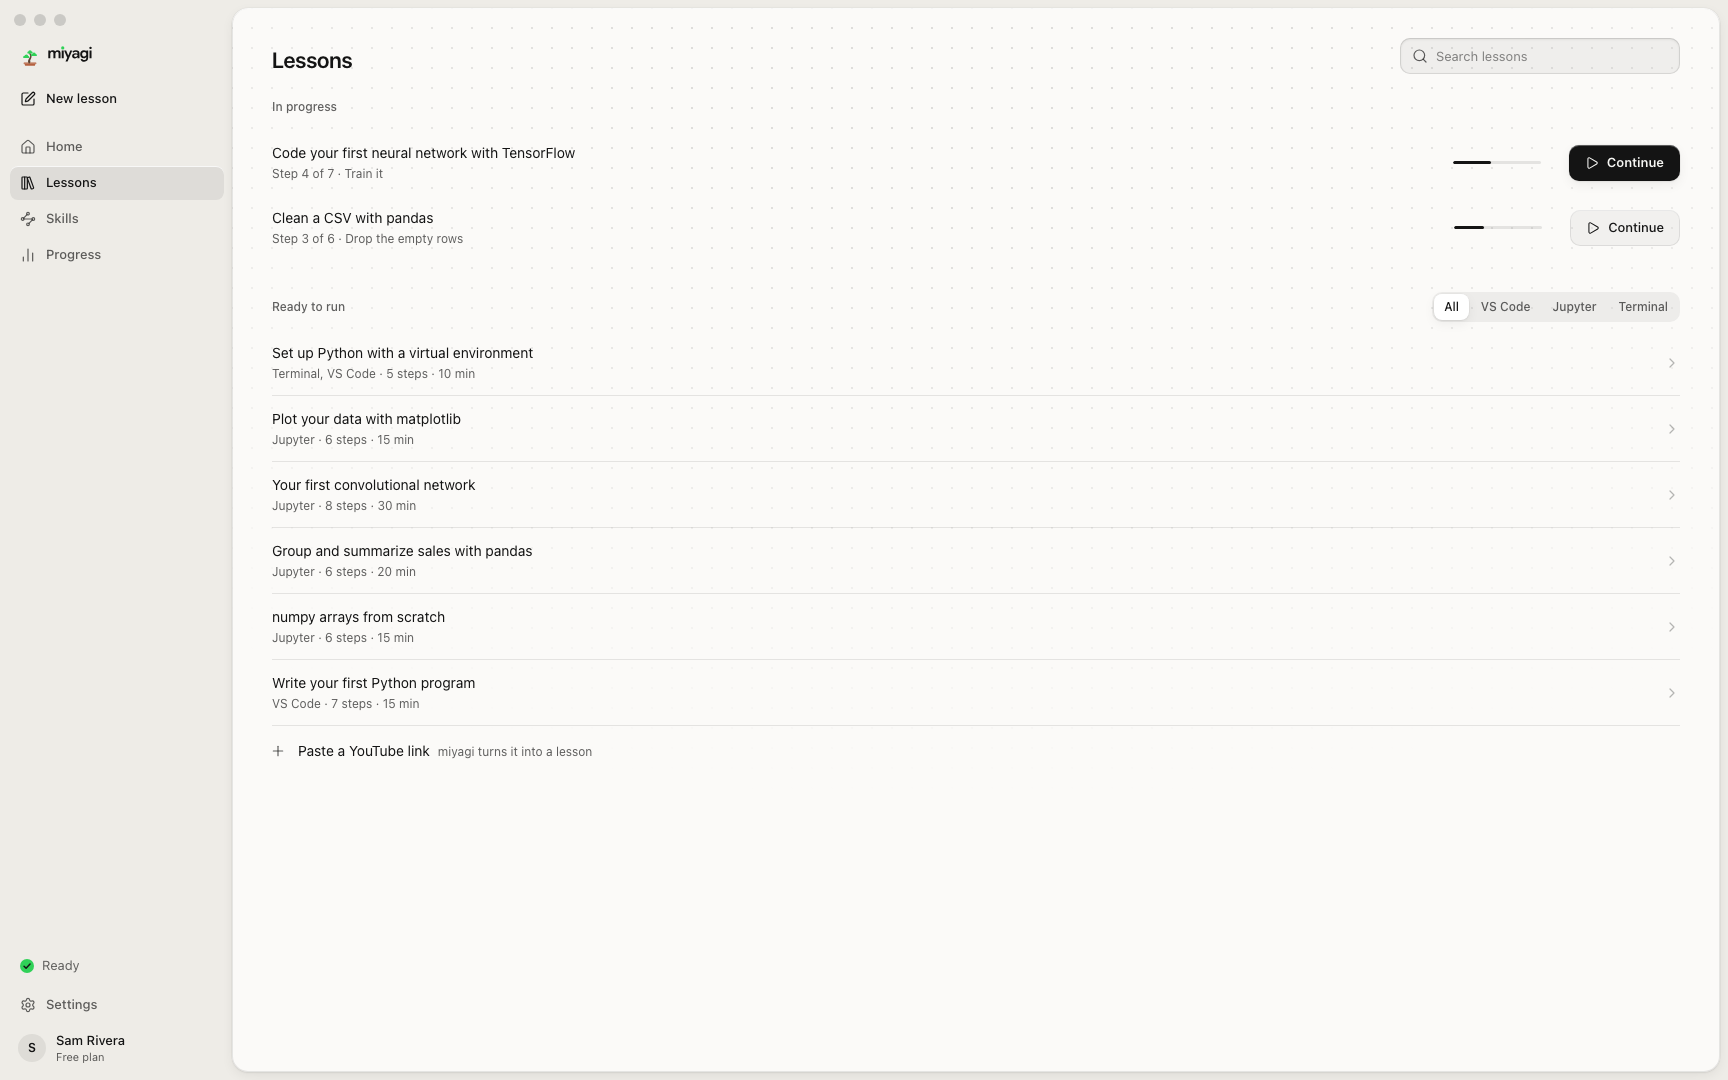 miyagi
New lesson
Home
Lessons
Skills
Progress
Ready
Settings
S
Sam Rivera
Free plan
Lessons
Search lessons
In progress
Code your first neural network with TensorFlow
Step 4 of 7 · Train it
Continue
Clean a CSV with pandas
Step 3 of 6 · Drop the empty rows
Continue
Ready to run
All VS Code Jupyter Terminal
Set up Python with a virtual environment
Terminal, VS Code · 5 steps · 10 min
Plot your data with matplotlib
Jupyter · 6 steps · 15 min
Your first convolutional network
Jupyter · 8 steps · 30 min
Group and summarize sales with pandas
Jupyter · 6 steps · 20 min
numpy arrays from scratch
Jupyter · 6 steps · 15 min
Write your first Python program
VS Code · 7 steps · 15 min
Paste a YouTube link miyagi turns it into a lesson